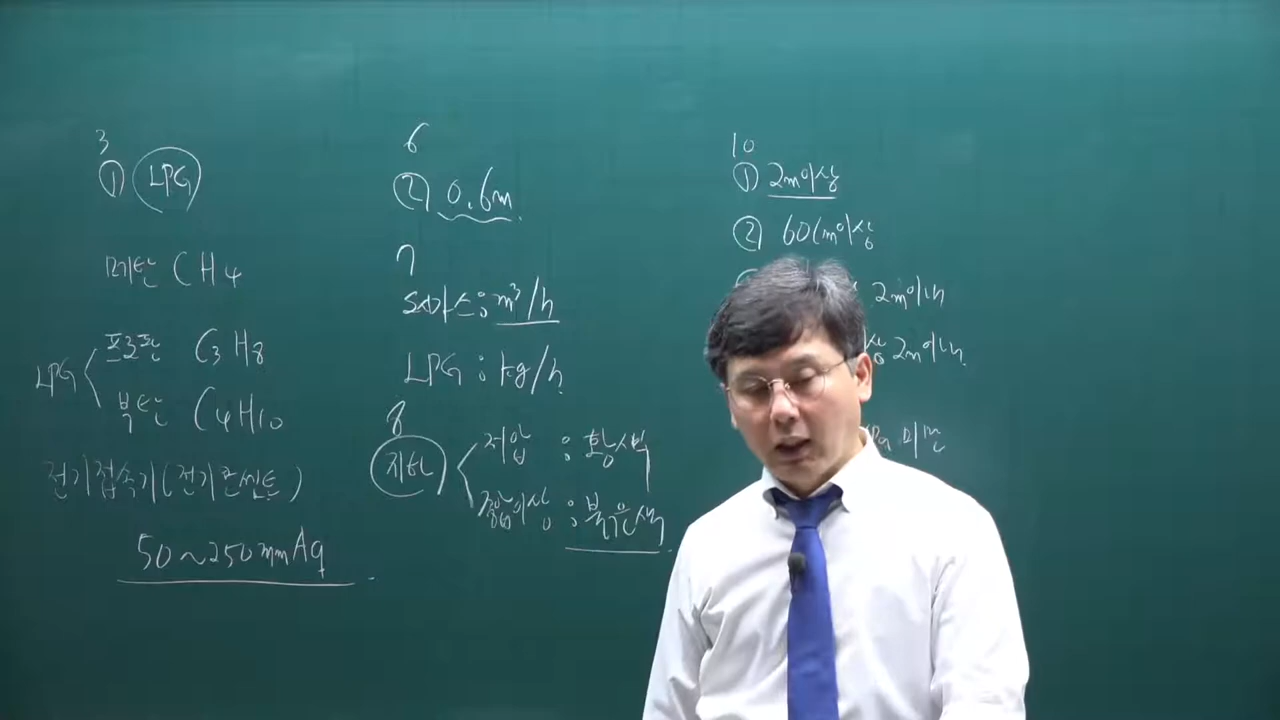 3
① LPG
메탄 CH4
LPG
프로판 C3H8
부탄 C4H10
전기접속기(전기콘센트)
50~250mmAq
6
② 0.6m
7
도시가스: m³/h
LPG : kg/h
8
지하
저압 : 황색
중압이상 : 붉은색
10
① 2m이상
② 60cm이상
2m이내
2m이내
미만